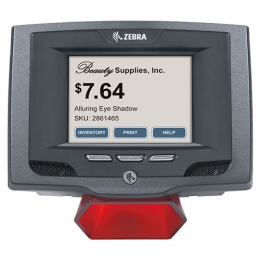 ZEBRA
Beauty Supplies, Inc.
$7.64
Alluring Eye Shadow
SKU: 2861465
INVENTORY PRINT HELP